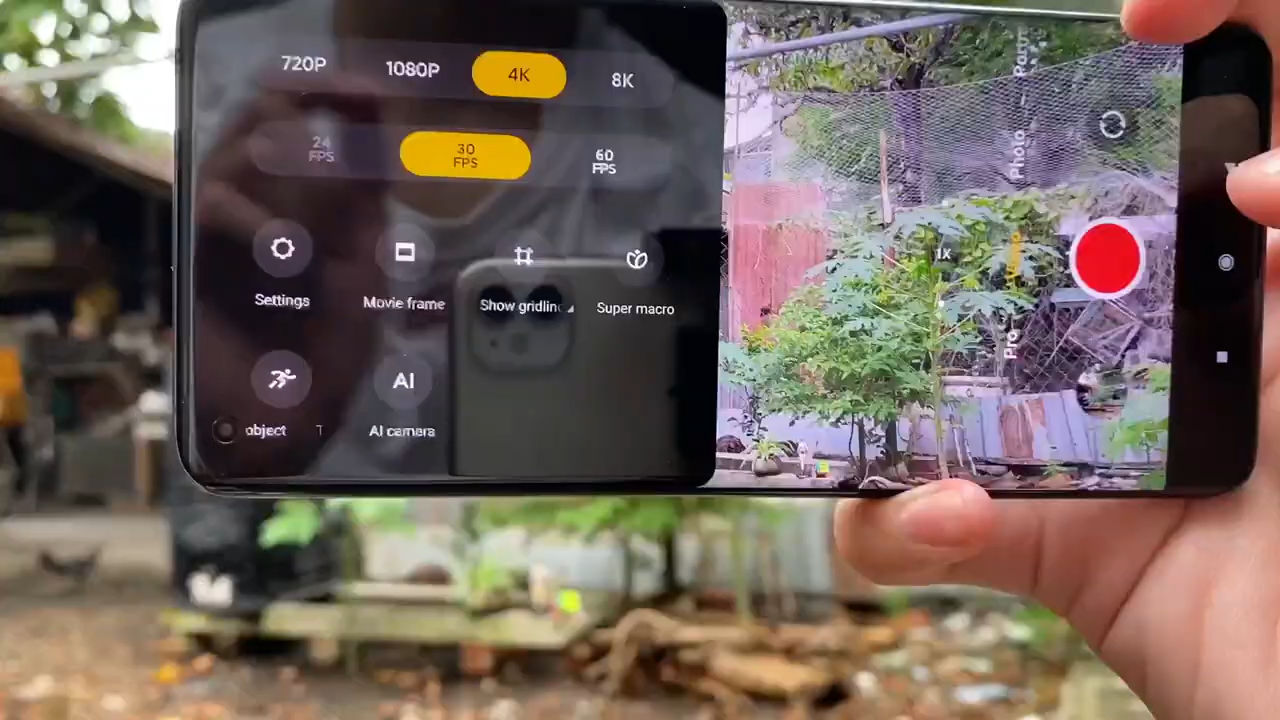 720P 1080P 4K 8K
24 FPS
30 FPS
60 FPS
Settings Movie frame Show gridlin Super macro
AI
object T AI camera
Photo
1X
Pro